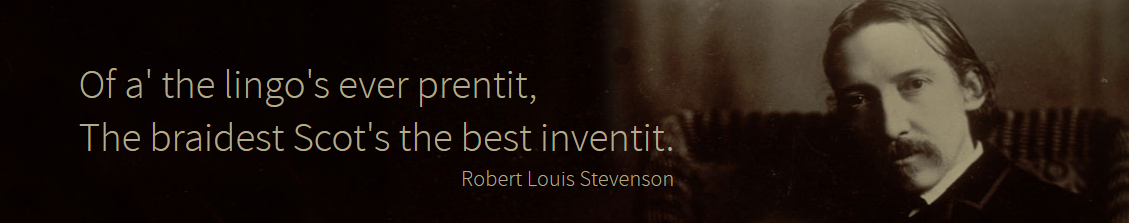 Of a' the lingo's ever prentit,
The braidest Scot's the best inventit.
Robert Louis Stevenson